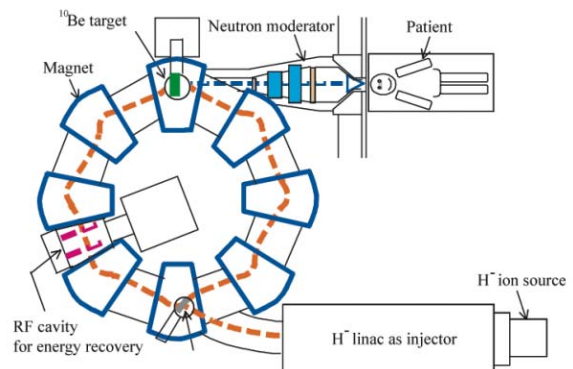 ¹⁰Be target
Neutron moderator
Patient
Magnet
H⁻ ion source
RF cavity
for energy recovery
H⁻ linac as injector